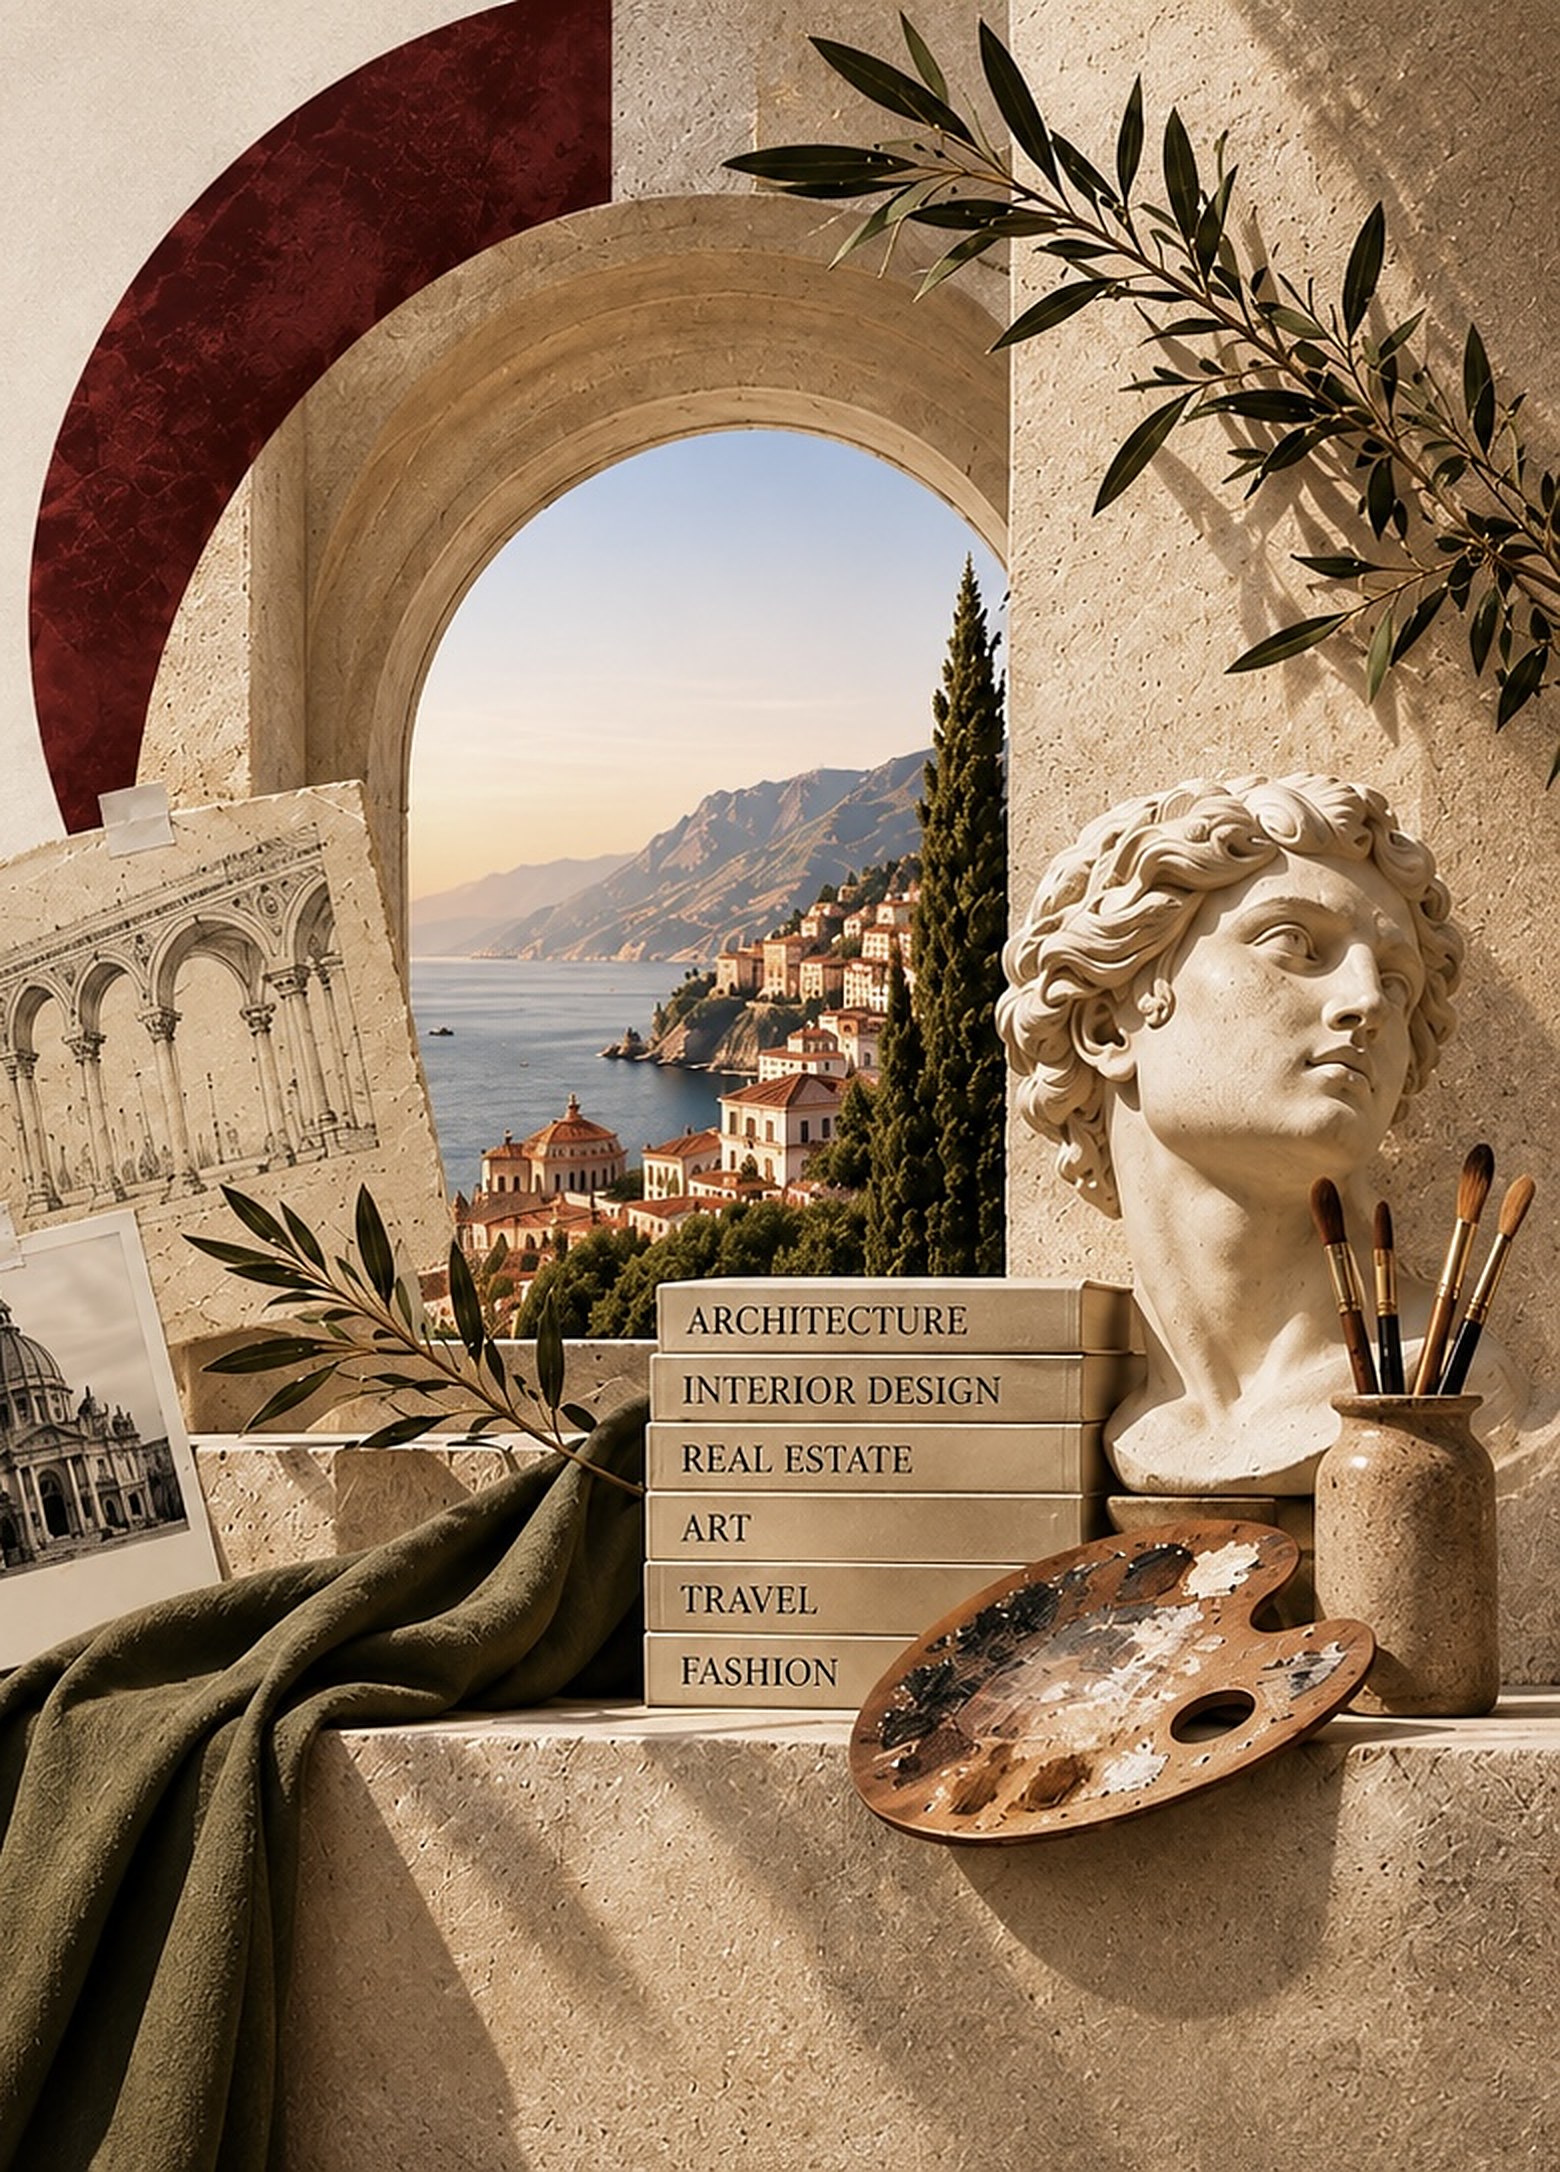 ARCHITECTURE
INTERIOR DESIGN
REAL ESTATE
ART
TRAVEL
FASHION